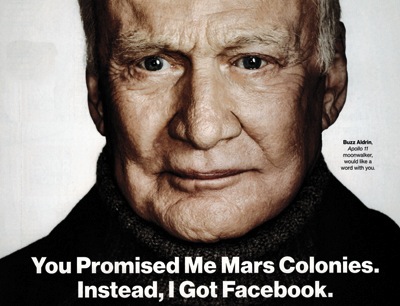 Buzz Aldrin,
Apollo 11
moonwalker,
would like a
word with you.
You Promised Me Mars Colonies.
Instead, I Got Facebook.